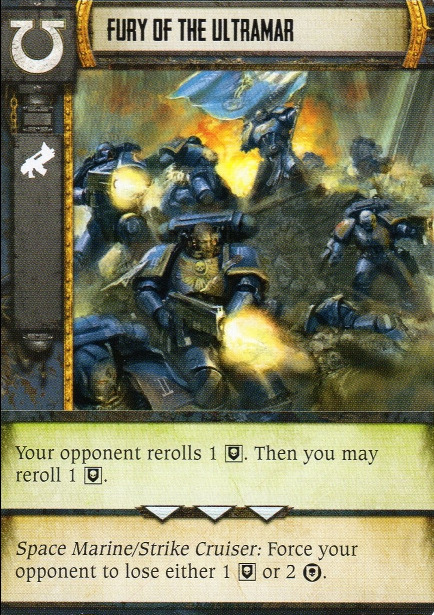 FURY OF THE ULTRAMAR
Your opponent rerolls 1 . Then you may
reroll 1 .
Space Marine/Strike Cruiser: Force your
opponent to lose either 1 or 2 .
II